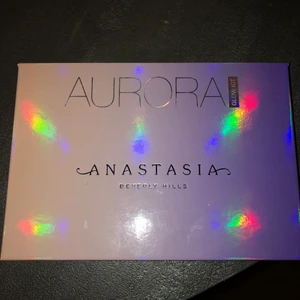 AURORA
GLOW KIT
ANASTASIA
BEVERLY HILLS